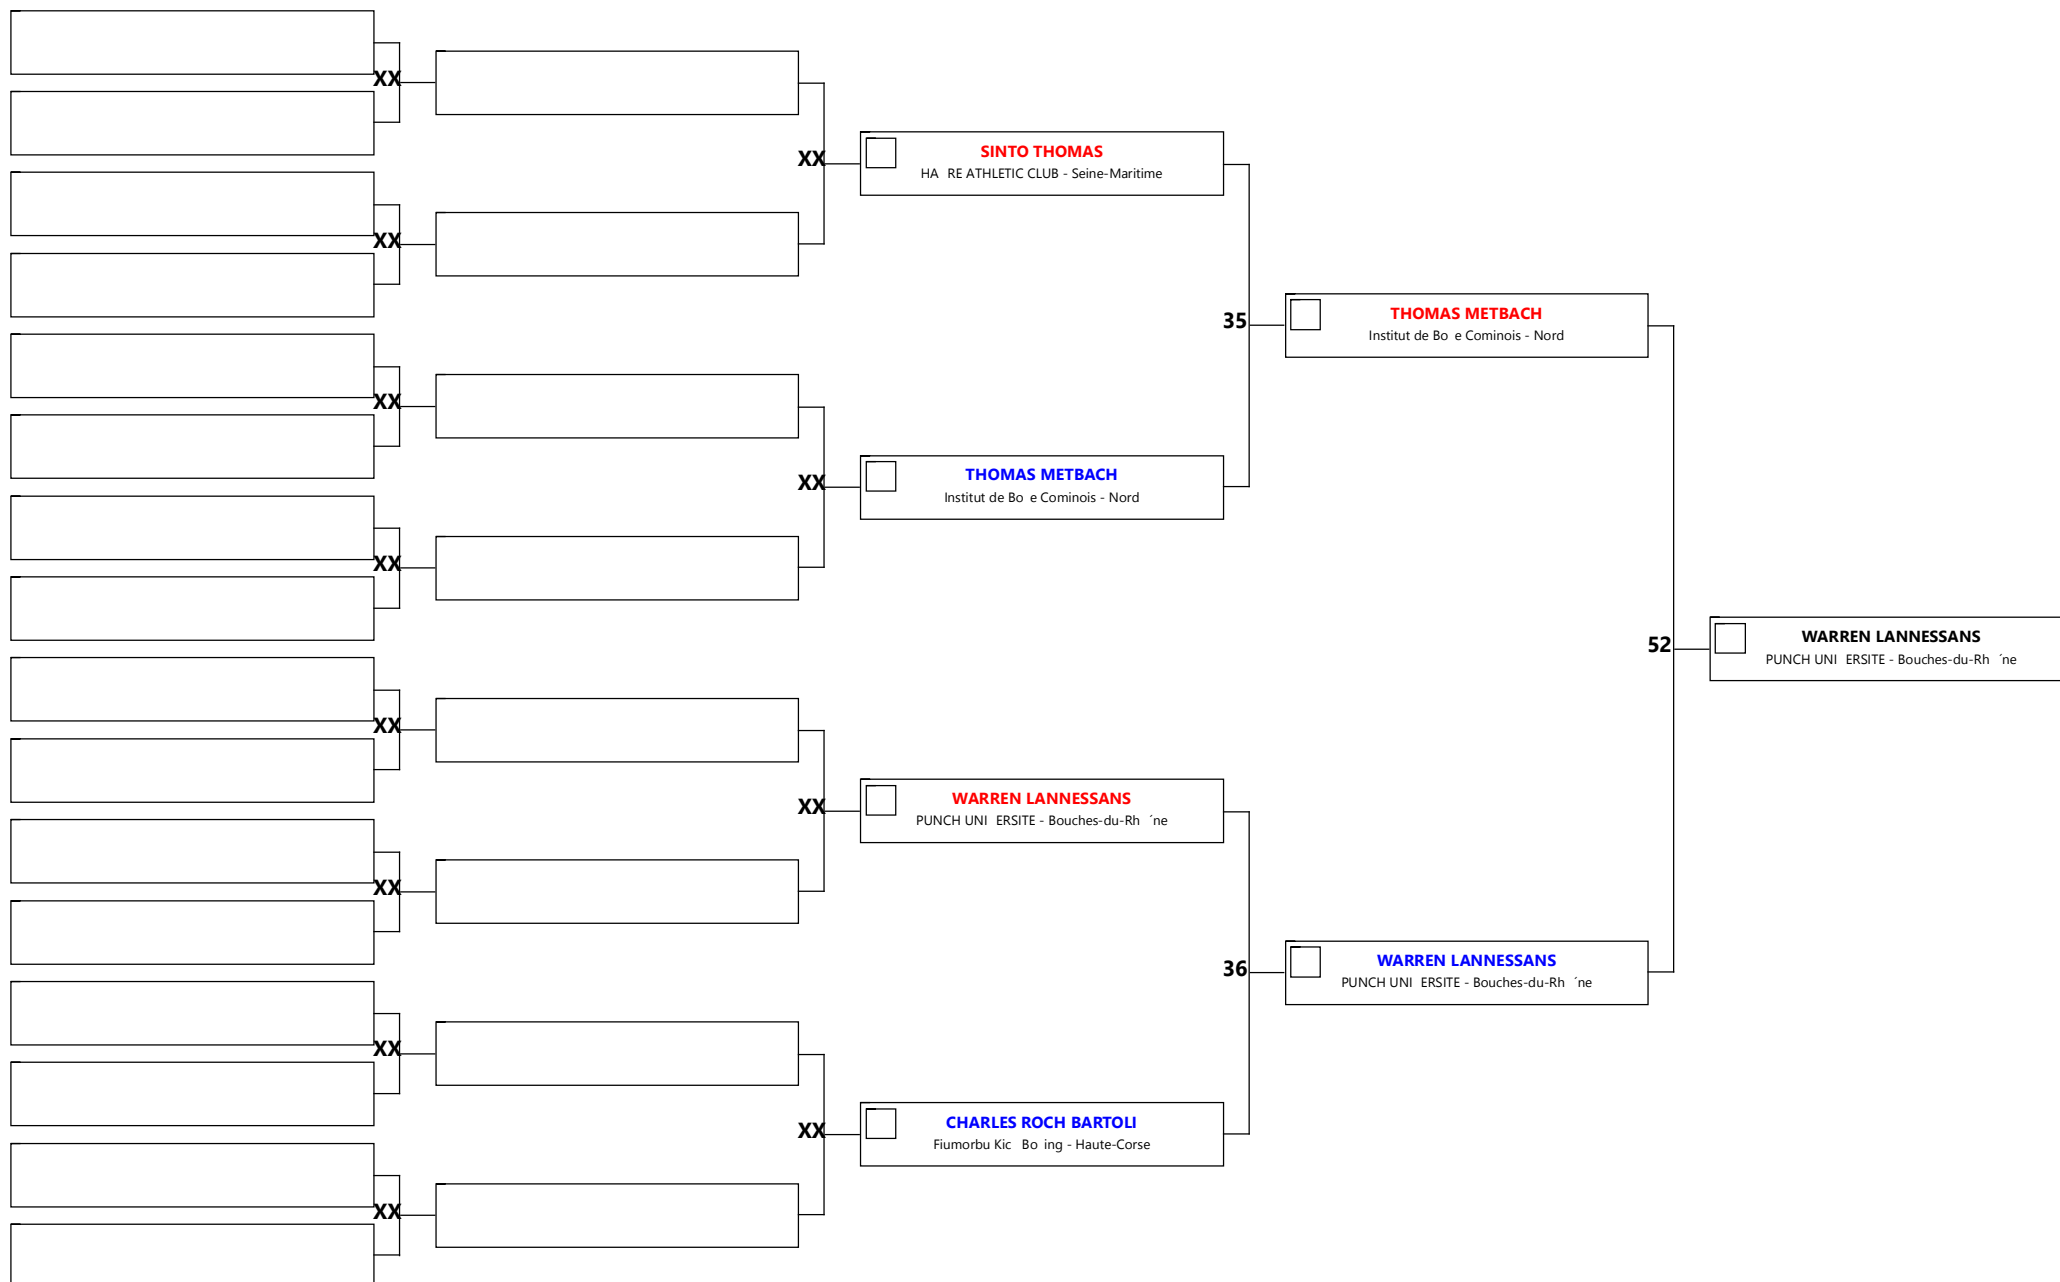 XX
XX
XX
XX
XX
XX
XX
XX
XX
XX
XX
XX
SINTO THOMAS
HA RE ATHLETIC CLUB - Seine-Maritime
THOMAS METBACH
Institut de Bo e Cominois - Nord
WARREN LANNESSANS
PUNCH UNI ERSITE - Bouches-du-Rh ´ne
CHARLES ROCH BARTOLI
Fiumorbu Kic Bo ing - Haute-Corse
35
36
THOMAS METBACH
Institut de Bo e Cominois - Nord
WARREN LANNESSANS
PUNCH UNI ERSITE - Bouches-du-Rh ´ne
52
WARREN LANNESSANS
PUNCH UNI ERSITE - Bouches-du-Rh ´ne